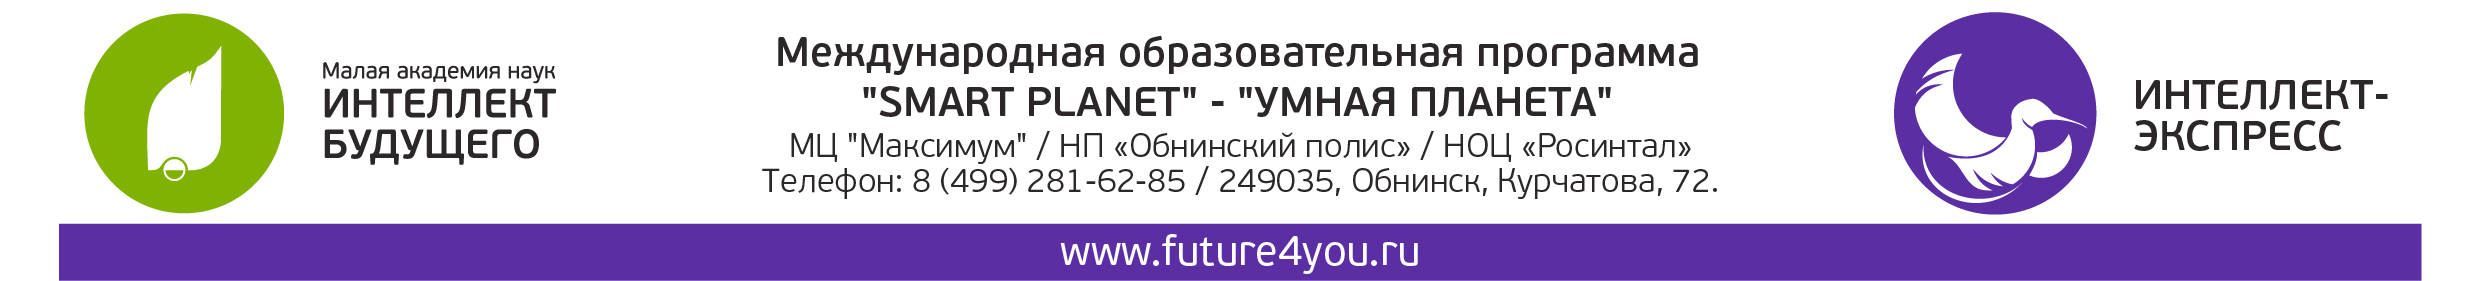 Малая академия наук
ИНТЕЛЛЕКТ
БУДУЩЕГО
Международная образовательная программа
"SMART PLANET" - "УМНАЯ ПЛАНЕТА"
МЦ "Максимум" / НП «Обнинский полис» / НОЦ «Росинтал»
Телефон: 8 (499) 281-62-85 / 249035, Обнинск, Курчатова, 72.
ИНТЕЛЛЕКТ-
ЭКСПРЕСС
www.future4you.ru